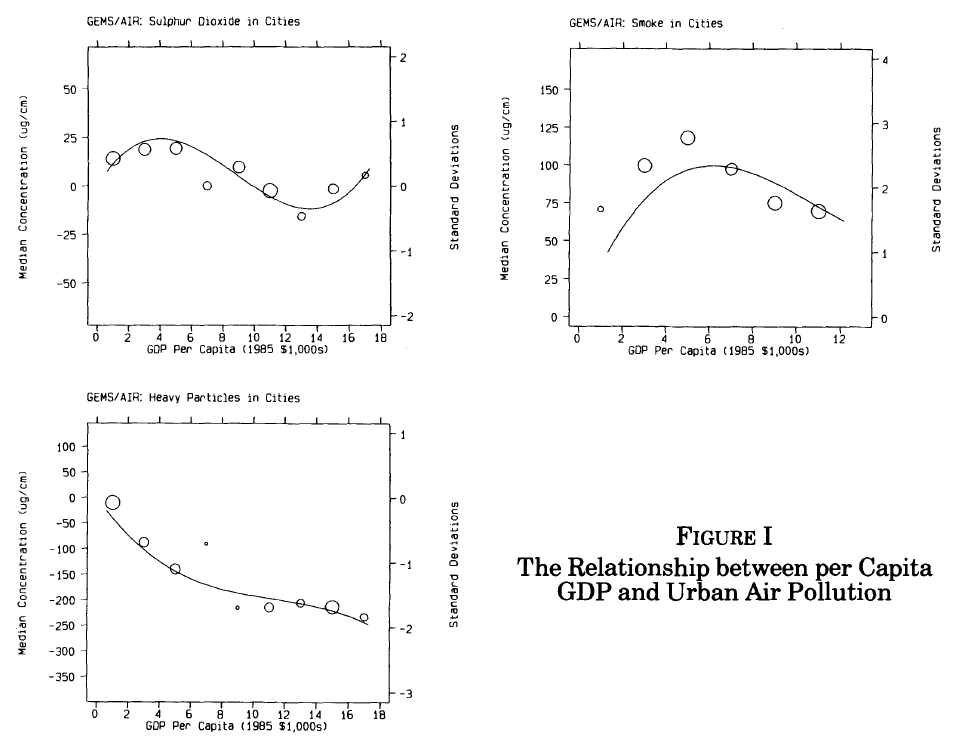 GEMS/AIR: Sulphur Dioxide in Cities
Median Concentration (ug/cm)
50
25
0
-25
-50
2
1
0
-1
-2
Standard Deviations
0 2 4 6 8 10 12 14 16 18
GDP Per Capita (1985 $1,000s)
GEMS/AIR: Smoke in Cities
Median Concentration (ug/cm)
150
125
100
75
50
25
0
4
3
2
1
0
Standard Deviations
0 2 4 6 8 10 12
GDP Per Capita (1985 $1,000s)
GEMS/AIR: Heavy Particles in Cities
Median Concentration (ug/cm)
100
50
0
-50
-100
-150
-200
-250
-300
-350
1
0
-1
-2
-3
Standard Deviations
0 2 4 6 8 10 12 14 16 18
GDP Per Capita (1985 $1,000s)
FIGURE I
The Relationship between per Capita
GDP and Urban Air Pollution